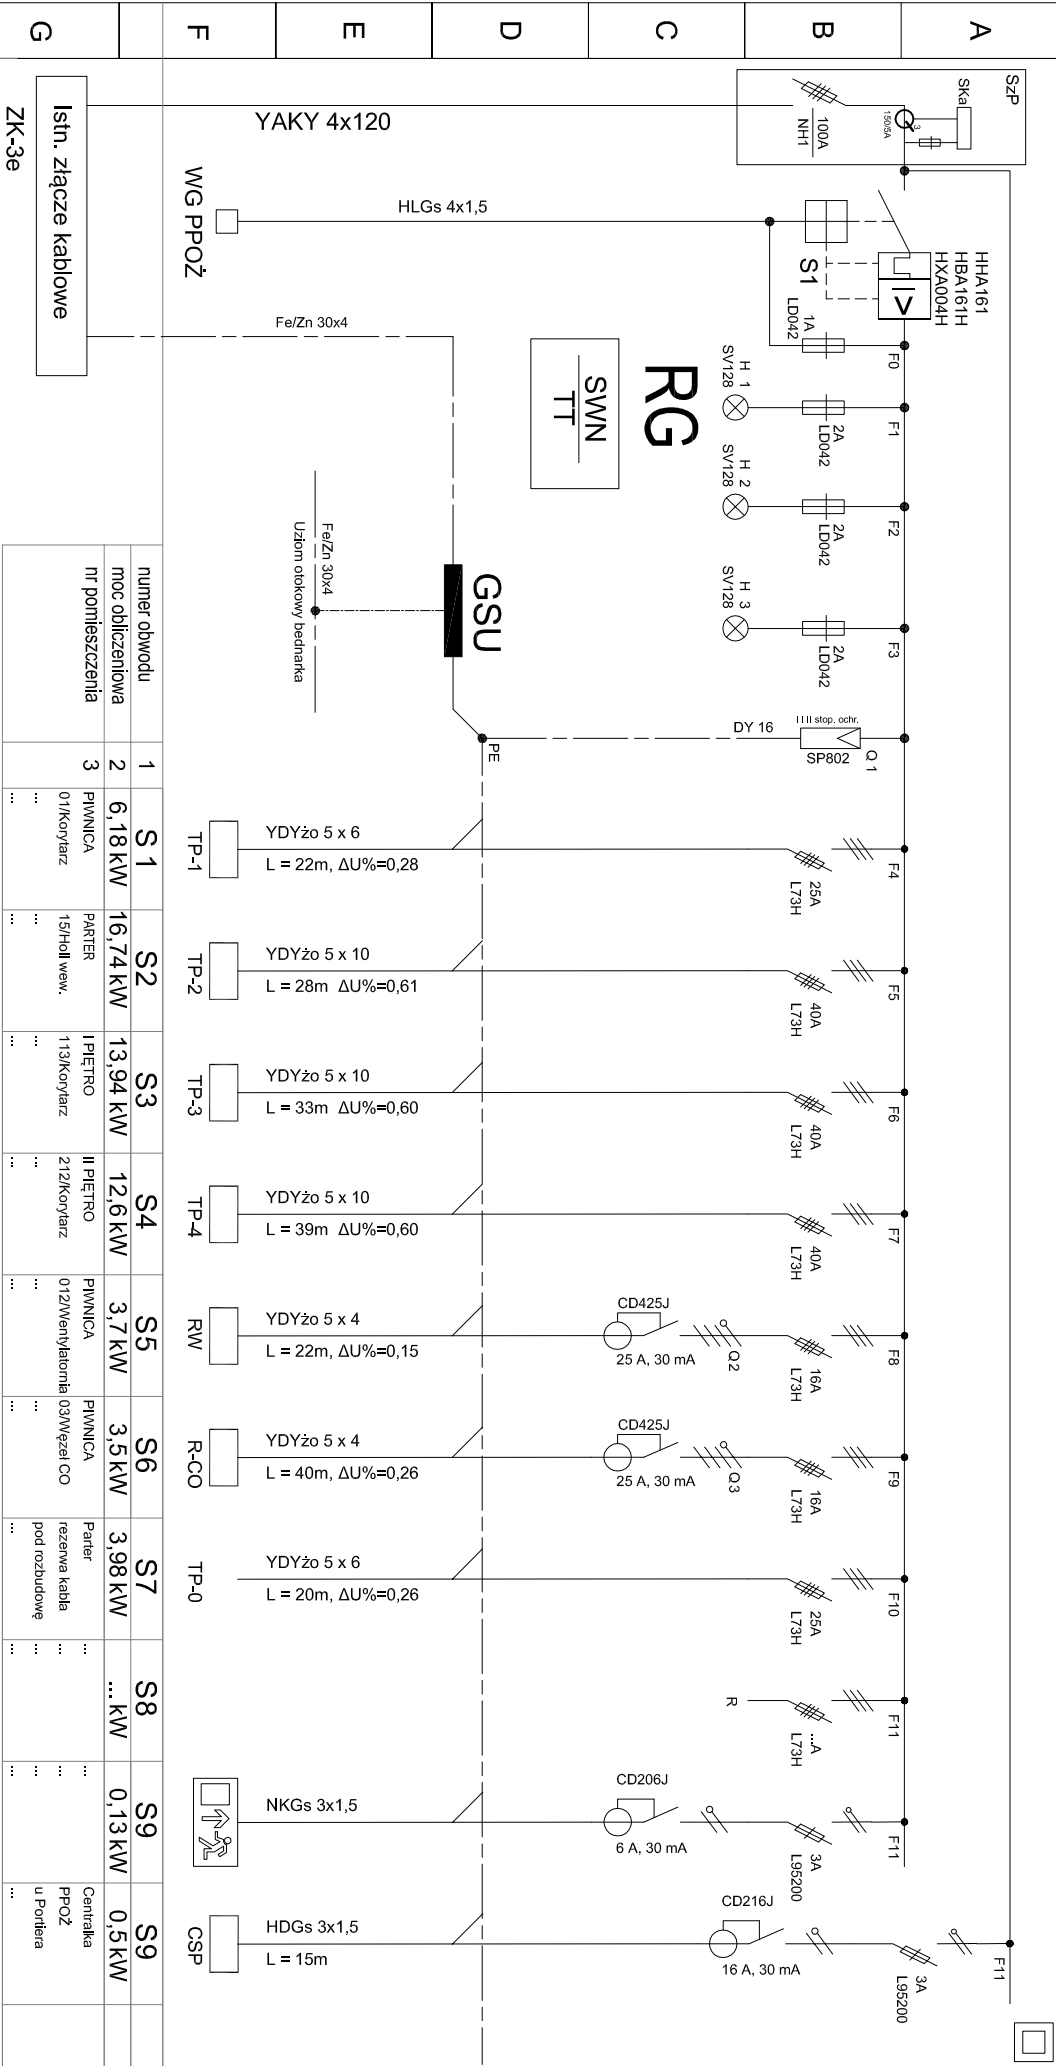 A
B
C
D
E
F
G
SzP
SKa
3
150/5A
100A
NH1
YAKY 4x120
Istn. złącze kablowe
ZK-3e
WG PPOŻ
HLGs 4x1,5
S1
HHA161
HBA161H
HXA004H
I>
F0
1A
LD042
F1
2A
LD042
H 1
SV128
F2
2A
LD042
H 2
SV128
F3
2A
LD042
H 3
SV128
RG
SWN
TT
Fe/Zn 30x4
GSU
Fe/Zn 30x4
Uziom otokowy bednarka
PE
DY 16
I I II stop. ochr.
Q 1
SP802
F4
25A
L73H
YDYżo 5 x 6
L = 22m, ΔU%=0,28
TP-1
F5
40A
L73H
YDYżo 5 x 10
L = 28m ΔU%=0,61
TP-2
F6
40A
L73H
YDYżo 5 x 10
L = 33m ΔU%=0,60
TP-3
F7
40A
L73H
YDYżo 5 x 10
L = 39m ΔU%=0,60
TP-4
F8
16A
L73H
Q2
CD425J
25 A, 30 mA
YDYżo 5 x 4
L = 22m, ΔU%=0,15
RW
F9
16A
L73H
Q3
CD425J
25 A, 30 mA
YDYżo 5 x 4
L = 40m, ΔU%=0,26
R-CO
F10
25A
L73H
YDYżo 5 x 6
L = 20m, ΔU%=0,26
TP-0
F11
...A
L73H
R
F11
3A
L95200
CD206J
6 A, 30 mA
NKGs 3x1,5
F11
3A
L95200
CD216J
16 A, 30 mA
HDGs 3x1,5
L = 15m
CSP
numer obwodu 1 S 1 S2 S3 S4 S5 S6 S7 S8 S9 S9
moc obliczeniowa 2 6,18 kW 16,74 kW 13,94 kW 12,6 kW 3,7 kW 3,5 kW 3,98 kW ... kW 0,13 kW 0,5 kW
nr pomieszczenia 3 PIWNICA PARTER I PIĘTRO II PIĘTRO PIWNICA PIWNICA Parter ... ... Centralka
01/Korytarz 15/Holl wew. 113/Korytarz 212/Korytarz 012/Wentylatornia 03/Węzeł CO rezerwa kabla ... ... PPOŻ
... ... ... ... ... ... pod rozbudowę ... ... u Portiera
... ... ... ... ... ... ... ... ... ...